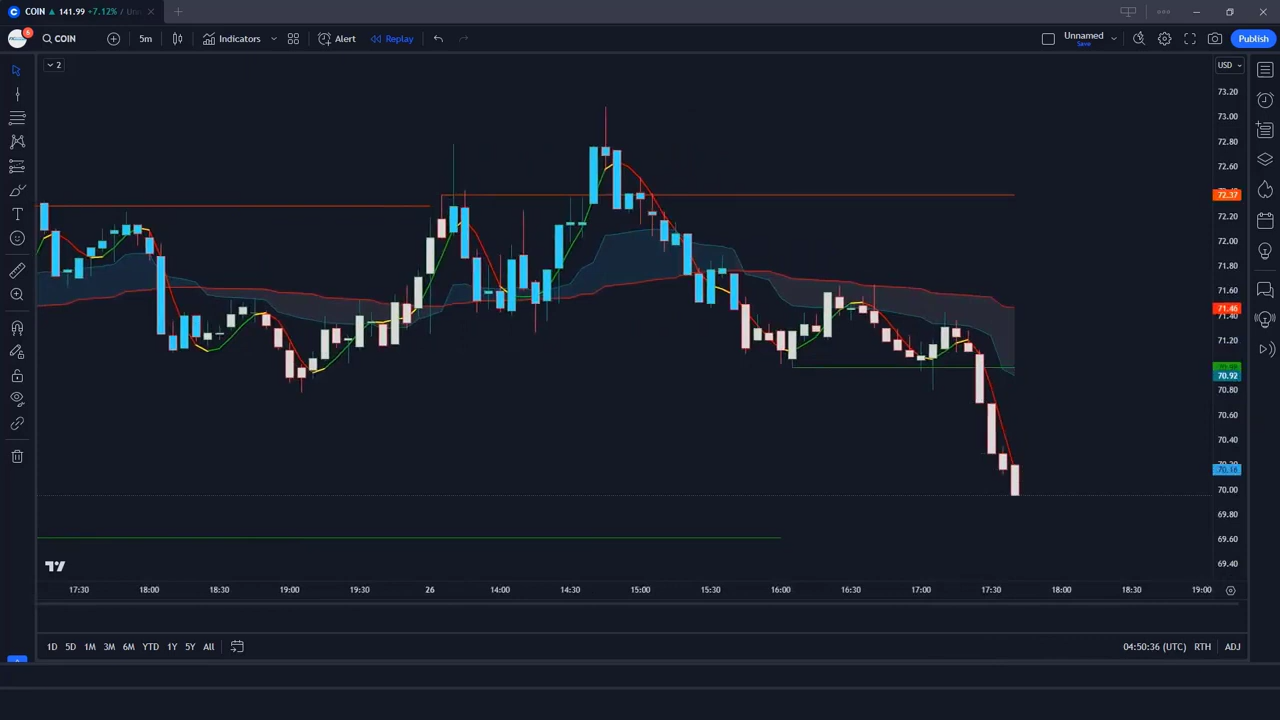 COIN 141.99 +7.12% / Un
5
COIN
5m
Indicators
Alert
Replay
Unnamed
Save
Publish
2
USD
73.20
73.00
72.80
72.60
72.37
72.20
72.00
71.80
71.60
71.46
71.40
71.20
70.92
70.80
70.60
70.40
70.18
70.00
69.80
69.60
69.40
17:30 18:00 18:30 19:00 19:30 26 14:00 14:30 15:00 15:30 16:00 16:30 17:00 17:30 18:00 18:30 19:00
1D 5D 1M 3M 6M YTD 1Y 5Y All
04:50:36 (UTC) RTH ADJ